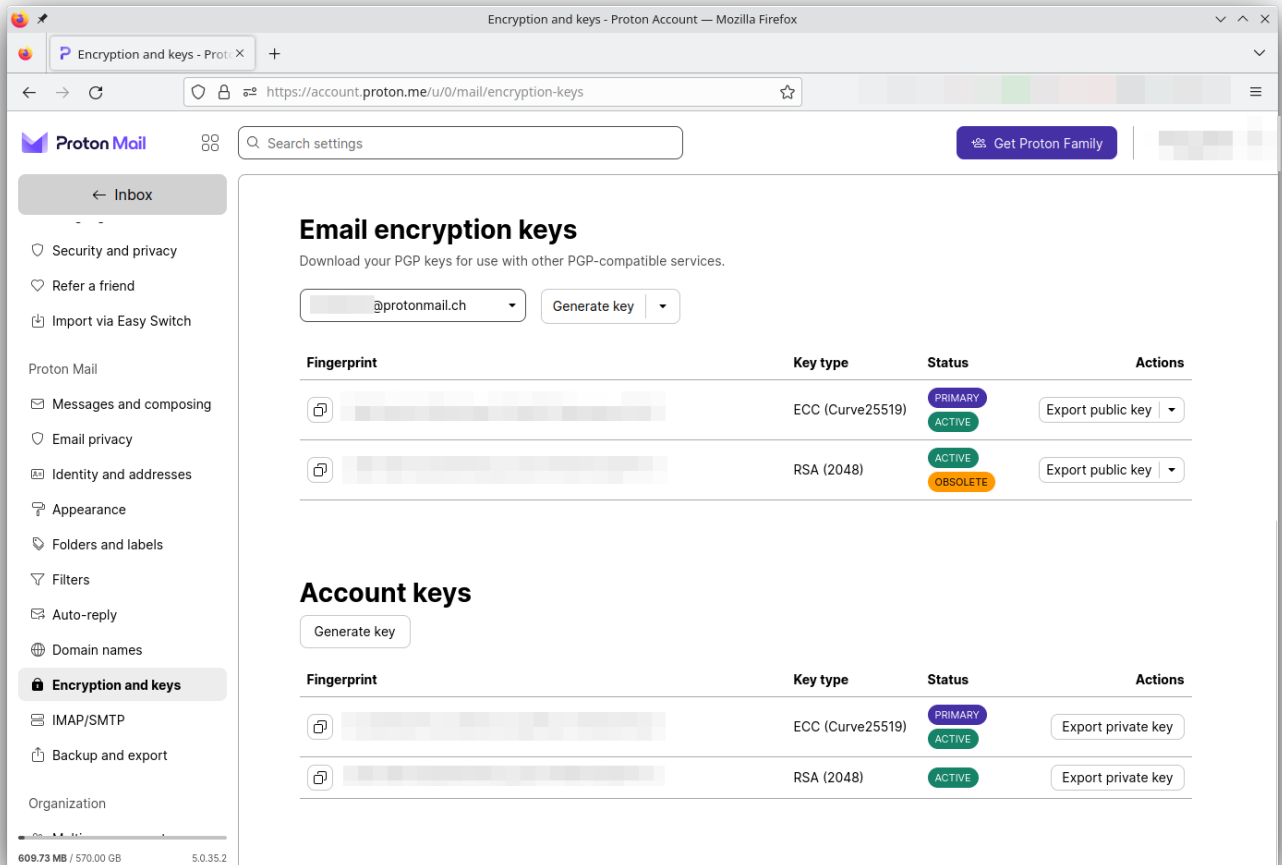 Encryption and keys - Proton Account — Mozilla Firefox
Encryption and keys - Prot
https://account.proton.me/u/0/mail/encryption-keys
Proton Mail
Search settings
Get Proton Family
Inbox
Security and privacy
Refer a friend
Import via Easy Switch
Proton Mail
Messages and composing
Email privacy
Identity and addresses
Appearance
Folders and labels
Filters
Auto-reply
Domain names
Encryption and keys
IMAP/SMTP
Backup and export
Organization
609.73 MB / 570.00 GB 5.0.35.2
Email encryption keys
Download your PGP keys for use with other PGP-compatible services.
@protonmail.ch Generate key
Fingerprint Key type Status Actions
ECC (Curve25519) PRIMARY ACTIVE Export public key
RSA (2048) ACTIVE OBSOLETE Export public key
Account keys
Generate key
Fingerprint Key type Status Actions
ECC (Curve25519) PRIMARY ACTIVE Export private key
RSA (2048) ACTIVE Export private key